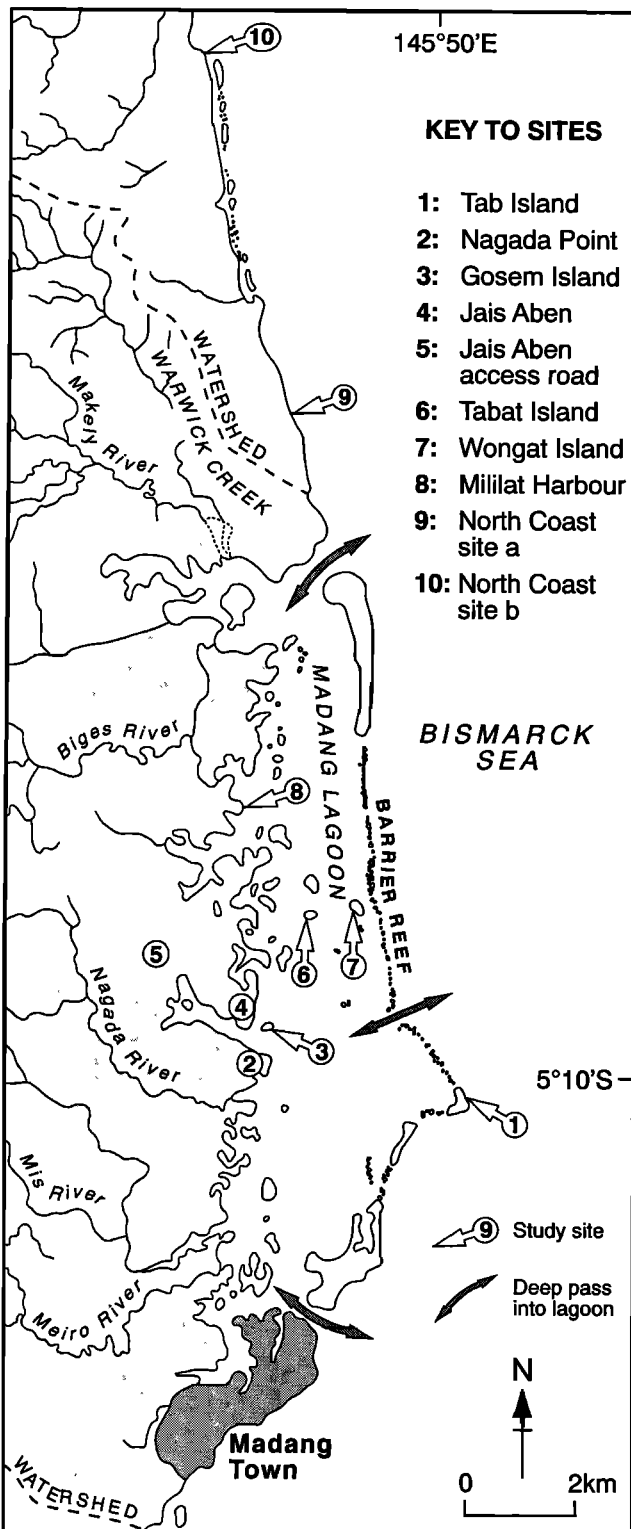 10
145°50'E
KEY TO SITES
1: Tab Island
2: Nagada Point
3: Gosem Island
4: Jais Aben
5: Jais Aben
access road
6: Tabat Island
7: Wongat Island
8: Mililat Harbour
9: North Coast
site a
10: North Coast
site b
WATERSHED
WARWICK CREEK
Makely River
9
MADANG LAGOON
Biges River
BISMARCK
SEA
8
BARRIER REEF
5
6
7
4
Nagada River
3
2
5°10'S
1
Mis River
9 Study site
Meiro River
Deep pass
into lagoon
N
Madang
Town
WATERSHED
0 2km